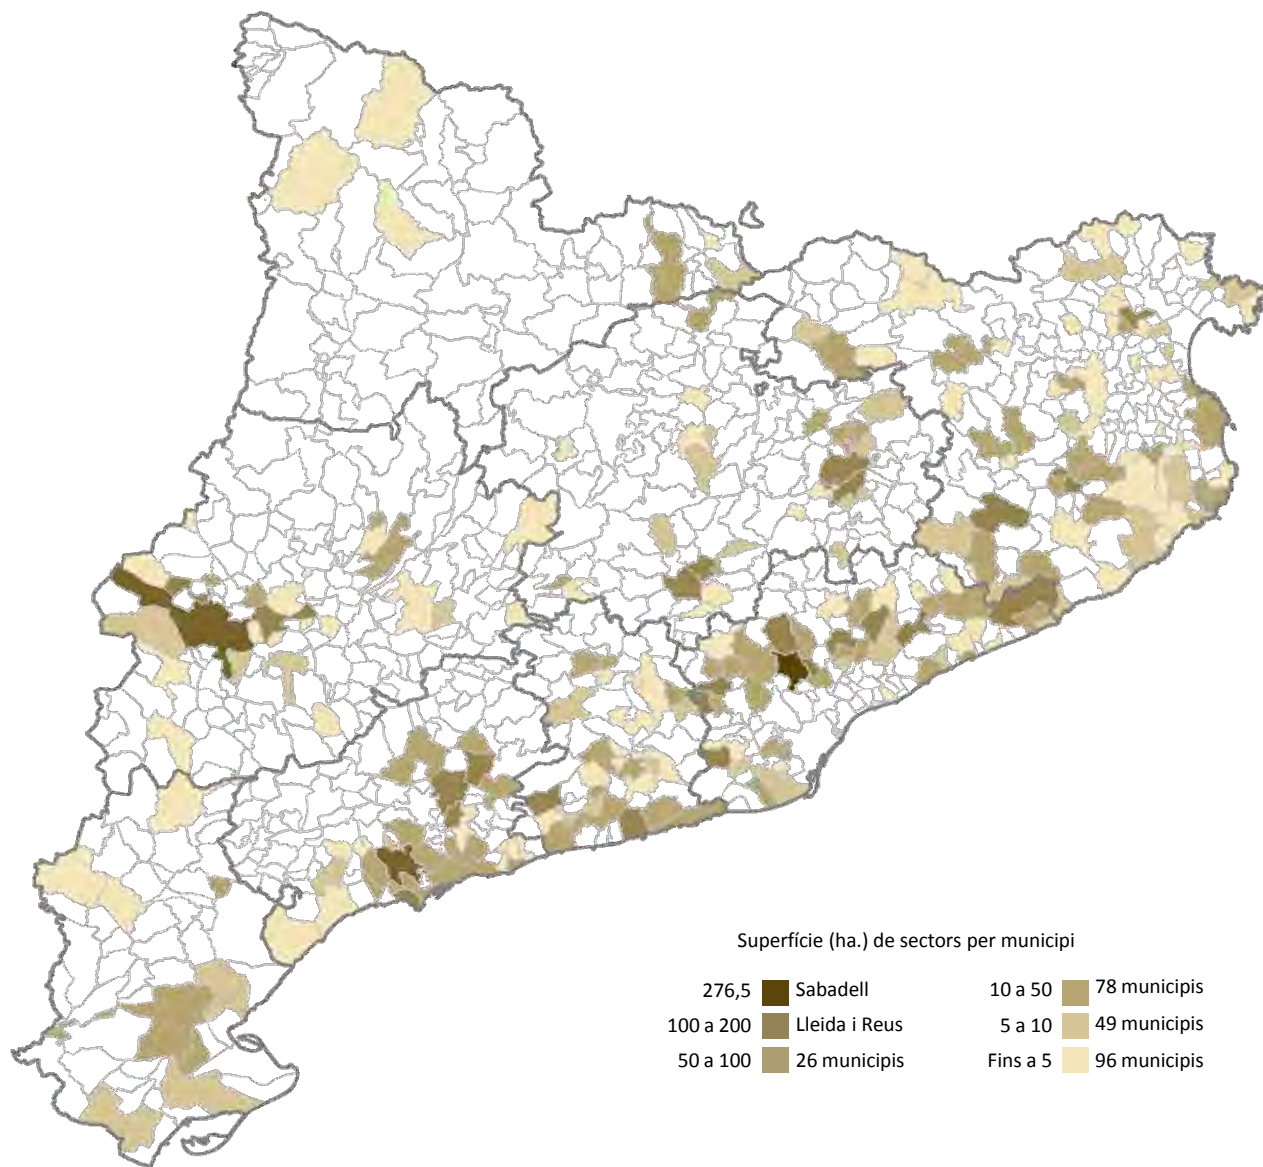 Superfície (ha.) de sectors per municipi
276,5 Sabadell
100 a 200 Lleida i Reus
50 a 100 26 municipis
10 a 50 78 municipis
5 a 10 49 municipis
Fins a 5 96 municipis